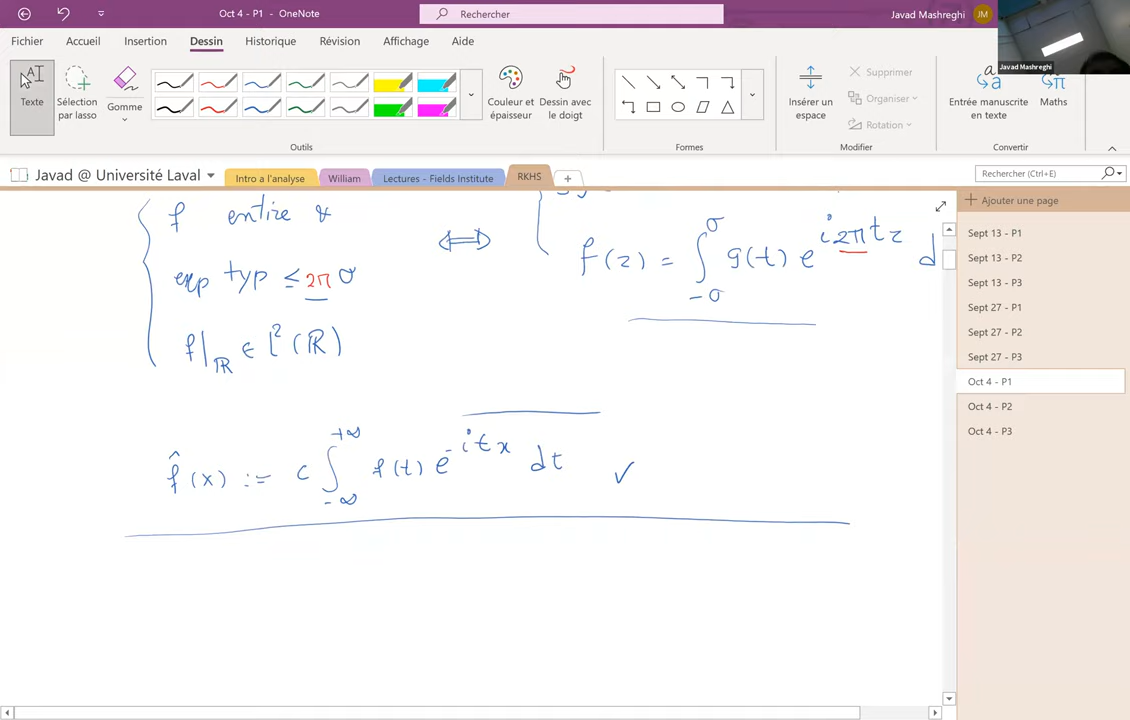 Oct 4 - P1 - OneNote
Rechercher
Javad Mashreghi
JM
Javad Mashreghi
Fichier
Accueil
Insertion
Dessin
Historique
Révision
Affichage
Aide
Texte
Sélection par lasso
Gomme
Couleur et épaisseur
Dessin avec le doigt
Insérer un espace
Supprimer
Organiser
Rotation
Entrée manuscrite en texte
Maths
Outils
Formes
Modifier
Convertir
Javad @ Université Laval
Intro a l'analyse
William
Lectures - Fields Institute
RKHS
Rechercher (Ctrl+E)
Ajouter une page
Sept 13 - P1
Sept 13 - P2
Sept 13 - P3
Sept 27 - P1
Sept 27 - P2
Sept 27 - P3
Oct 4 - P1
Oct 4 - P2
Oct 4 - P3
f entire &
exp typ ≤ 2π σ
f|_ℝ ∈ L²(ℝ)
⟺
f(z) = ∫_{-σ}^{σ} g(t) e^{i2πtz} d
f̂(x) := c ∫_{-∞}^{+∞} f(t) e^{-itx} dt ✓